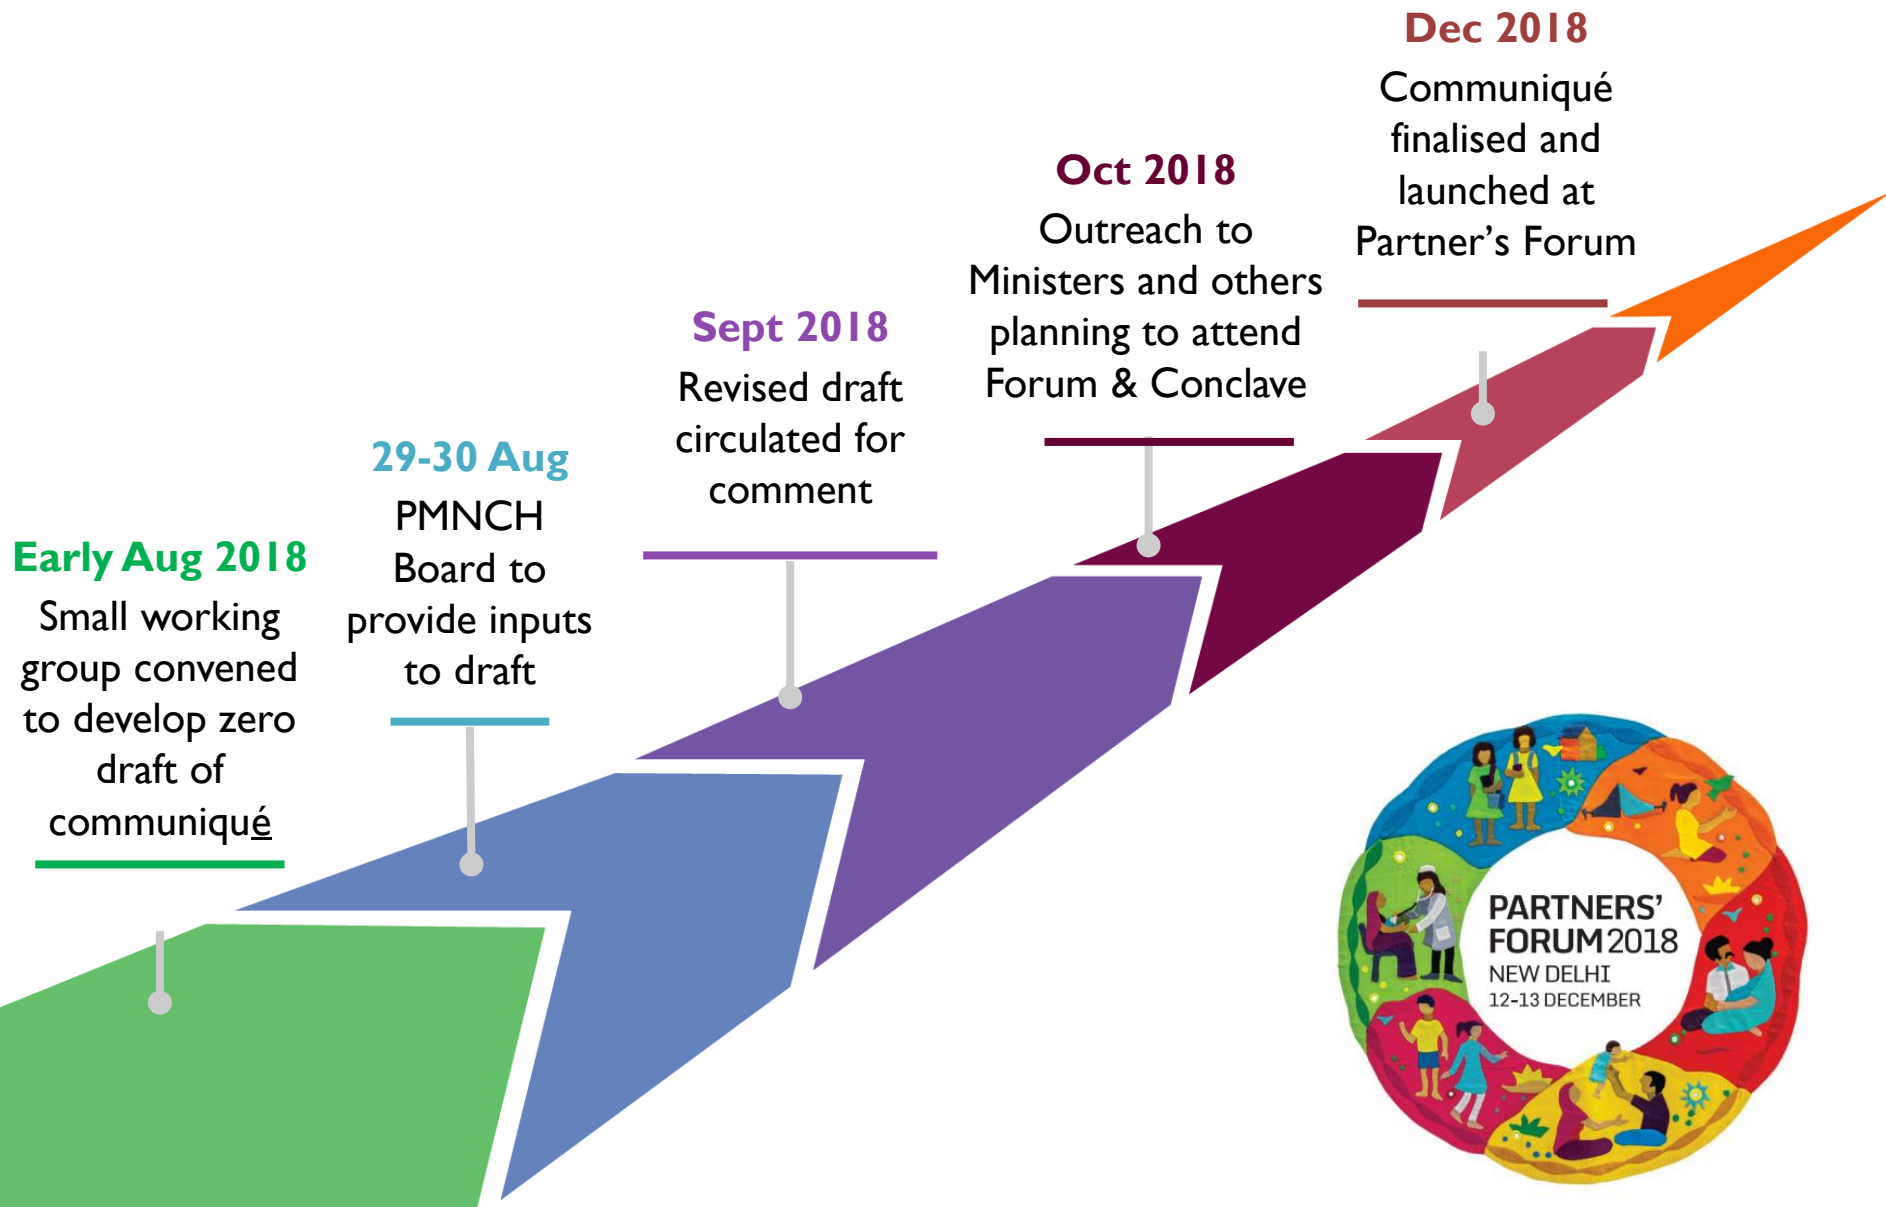 Early Aug 2018
Small working
group convened
to develop zero
draft of
communiqué
29-30 Aug
PMNCH
Board to
provide inputs
to draft
Sept 2018
Revised draft
circulated for
comment
Oct 2018
Outreach to
Ministers and others
planning to attend
Forum & Conclave
Dec 2018
Communiqué
finalised and
launched at
Partner’s Forum
PARTNERS’
FORUM 2018
NEW DELHI
12-13 DECEMBER